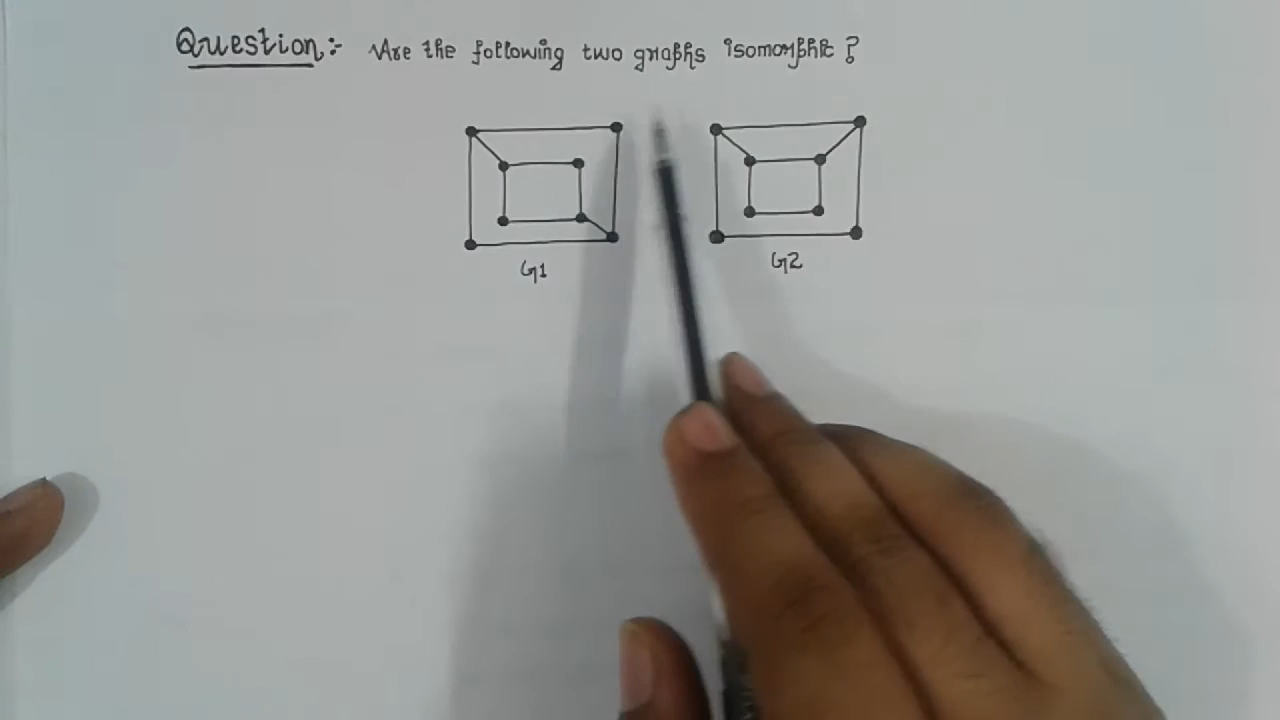 Question:- Are the following two graphs isomorphic ?
G1
G2